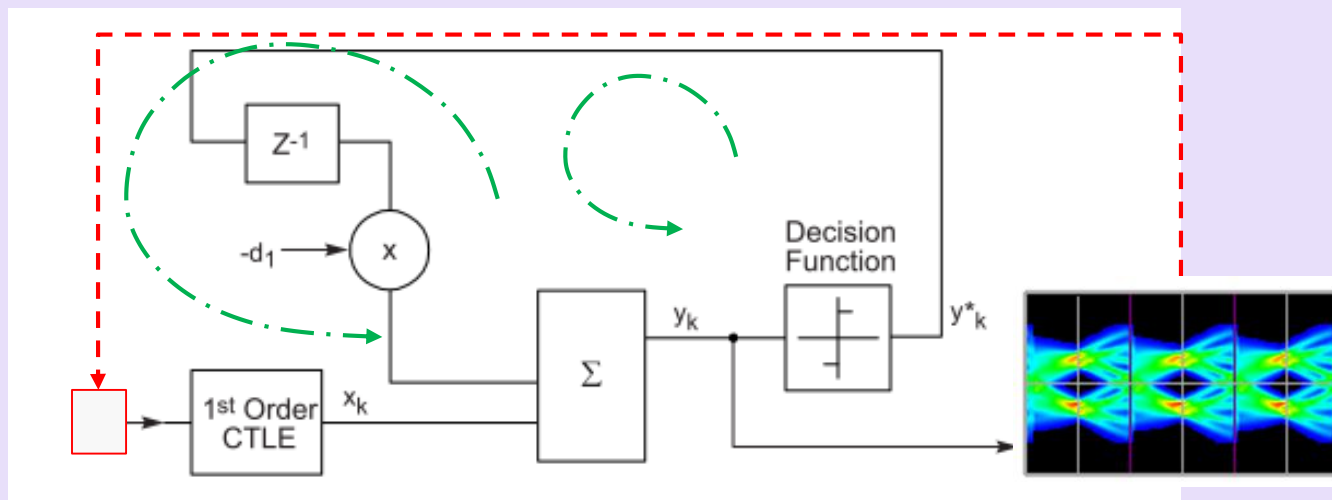 Z-1
-d1
x
Decision
Function
yk
y*k
Σ
1st Order
CTLE
xk